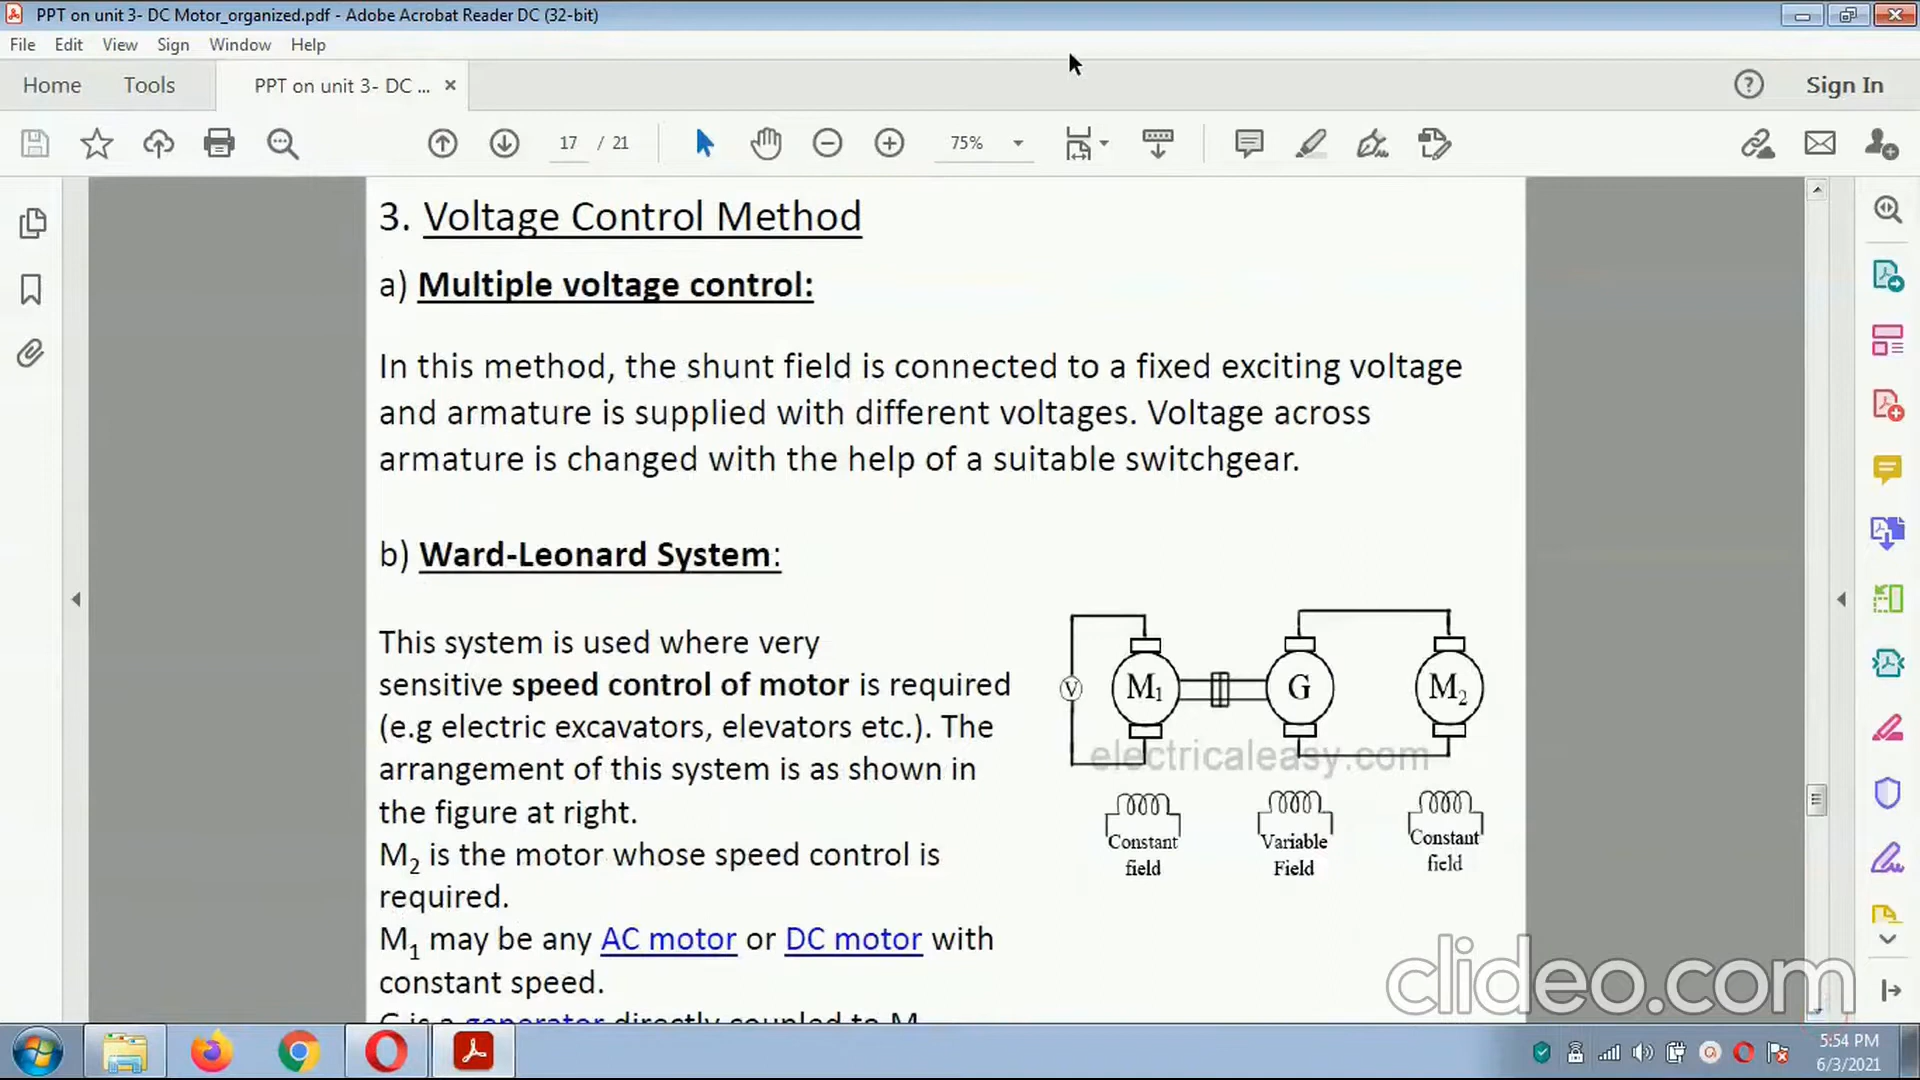 PPT on unit 3- DC Motor_organized.pdf - Adobe Acrobat Reader DC (32-bit)
File Edit View Sign Window Help
Home Tools PPT on unit 3- DC ... Sign In
17 / 21 75%
3. Voltage Control Method
a) Multiple voltage control:
In this method, the shunt field is connected to a fixed exciting voltage
and armature is supplied with different voltages. Voltage across
armature is changed with the help of a suitable switchgear.
b) Ward-Leonard System:
This system is used where very
sensitive speed control of motor is required
(e.g electric excavators, elevators etc.). The
arrangement of this system is as shown in
the figure at right.
M2 is the motor whose speed control is
required.
M1 may be any AC motor or DC motor with
constant speed.
G is a generator directly coupled to M
V M1 G M2
electricaleasy.com
Constant
field
Variable
Field
Constant
field
clideo.com
5:54 PM
6/3/2021